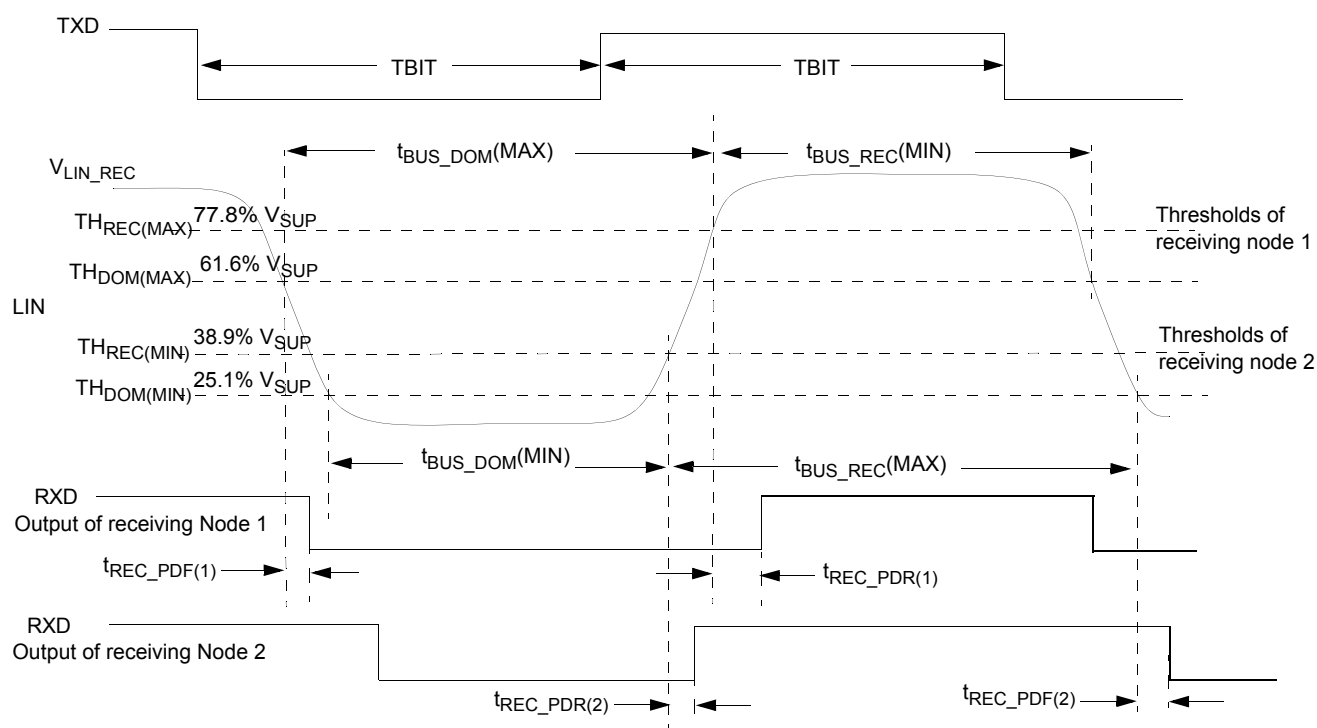 TXD
TBIT
TBIT
tBUS_DOM(MAX)
tBUS_REC(MIN)
VLIN_REC
THREC(MAX) 77.8% VSUP
Thresholds of
receiving node 1
THDOM(MAX) 61.6% VSUP
LIN
THREC(MIN) 38.9% VSUP
Thresholds of
receiving node 2
THDOM(MIN) 25.1% VSUP
tBUS_DOM(MIN)
tBUS_REC(MAX)
RXD
Output of receiving Node 1
tREC_PDF(1)
tREC_PDR(1)
RXD
Output of receiving Node 2
tREC_PDR(2)
tREC_PDF(2)